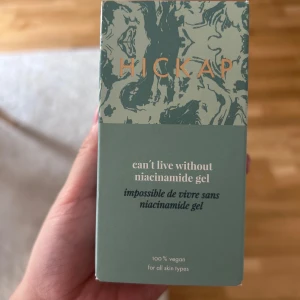 HICKAP
can't live without
niacinamide gel
impossible de vivre sans
niacinamide gel
100% vegan
for all skin types